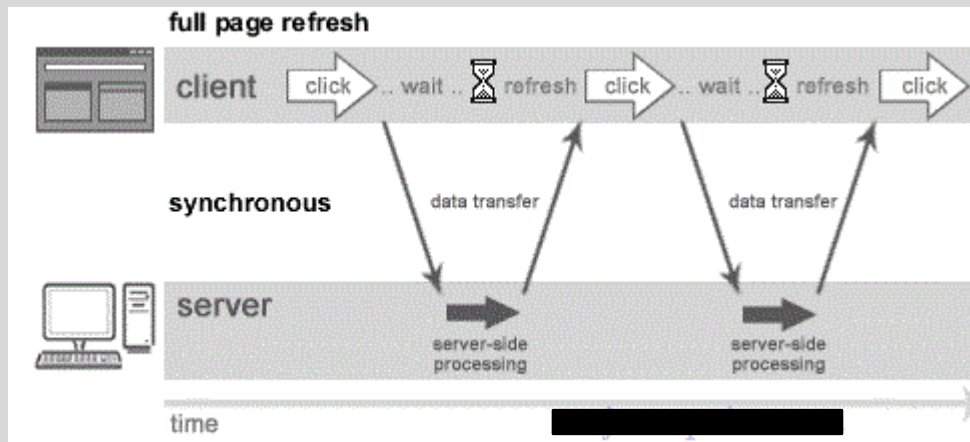 full page refresh
client click .. wait .. refresh click .. wait .. refresh click
synchronous data transfer data transfer
server
server-side processing server-side processing
time